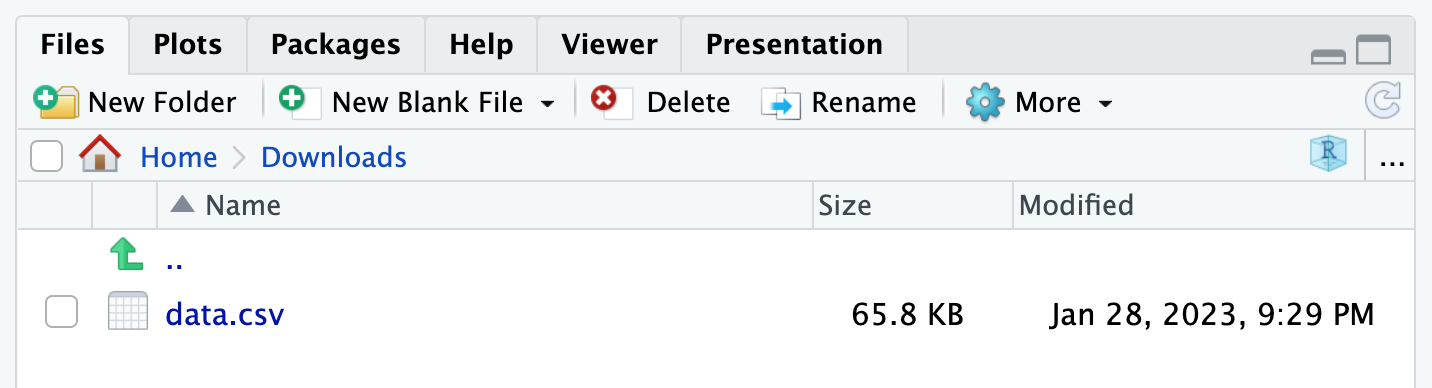 Files Plots Packages Help Viewer Presentation
New Folder New Blank File Delete Rename More
Home Downloads R ...
Name Size Modified
..
data.csv 65.8 KB Jan 28, 2023, 9:29 PM